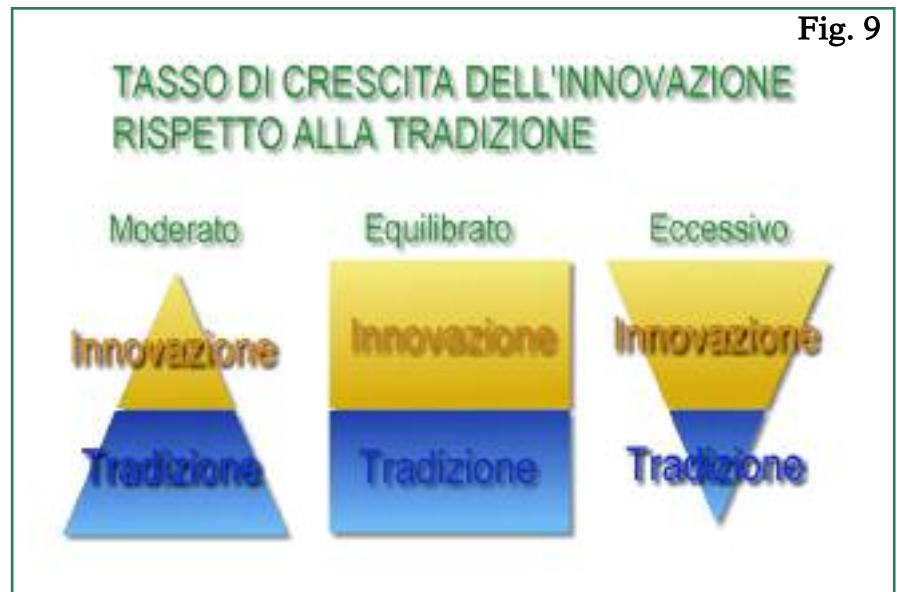 Fig. 9
TASSO DI CRESCITA DELL'INNOVAZIONE
RISPETTO ALLA TRADIZIONE
Moderato Equilibrato Eccessivo
Innovazione Innovazione Innovazione
Tradizione Tradizione Tradizione